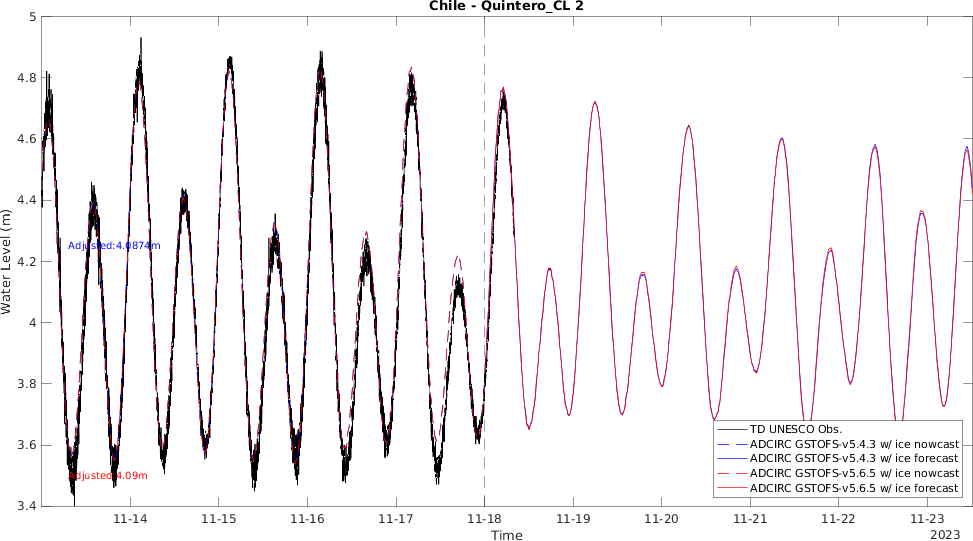 Chile - Quintero_CL 2
Water Level (m)
5
4.8
4.6
4.4
4.2
4
3.8
3.6
3.4
Adjusted:4.0874m
Adjusted:4.09m
TD UNESCO Obs.
ADCIRC GSTOFS-v5.4.3 w/ ice nowcast
ADCIRC GSTOFS-v5.4.3 w/ ice forecast
ADCIRC GSTOFS-v5.6.5 w/ ice nowcast
ADCIRC GSTOFS-v5.6.5 w/ ice forecast
11-14 11-15 11-16 11-17 11-18 11-19 11-20 11-21 11-22 11-23
Time
2023